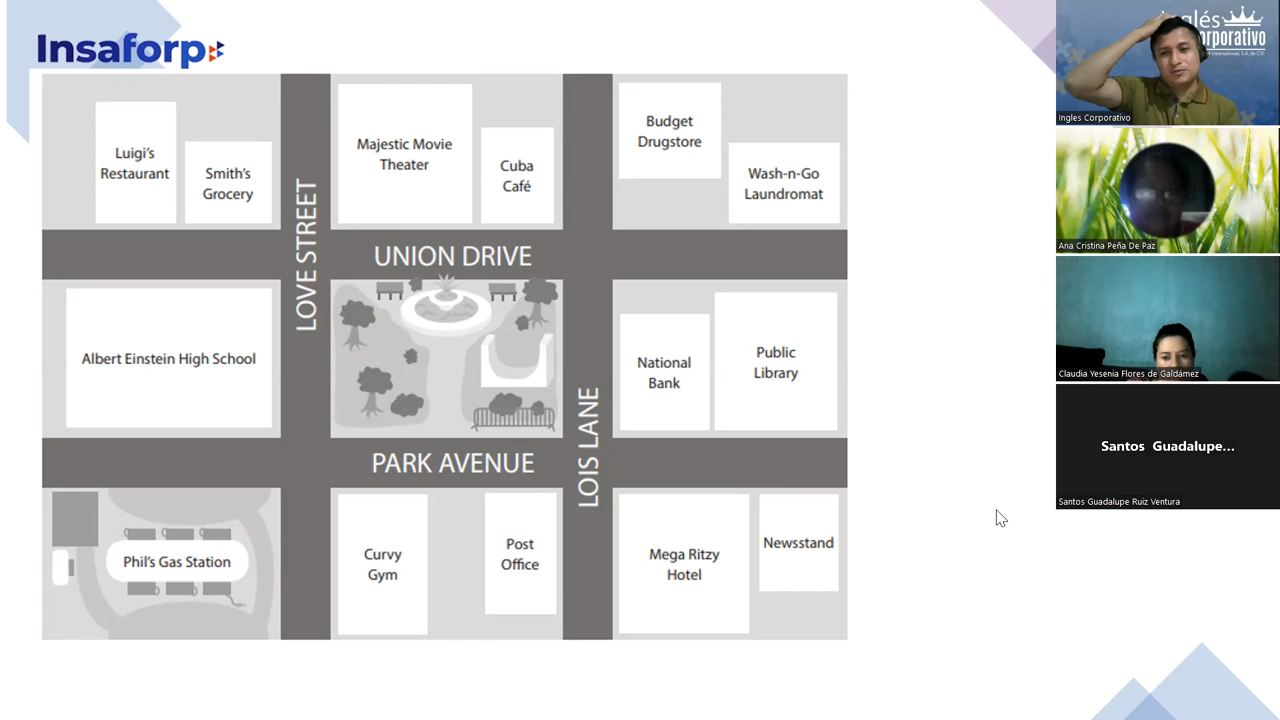 Insaforp
Luigi's
Restaurant
Smith's
Grocery
LOVE STREET
Majestic Movie
Theater
Cuba
Café
Budget
Drugstore
Wash-n-Go
Laundromat
UNION DRIVE
Albert Einstein High School
National
Bank
Public
Library
LOIS LANE
PARK AVENUE
Phil's Gas Station
Curvy
Gym
Post
Office
Mega Ritzy
Hotel
Newsstand
Ingles Corporativo
Ana Cristina Peña De Paz
Claudia Yesenia Flores de Galdámez
Santos Guadalupe...
Santos Guadalupe Ruiz Ventura